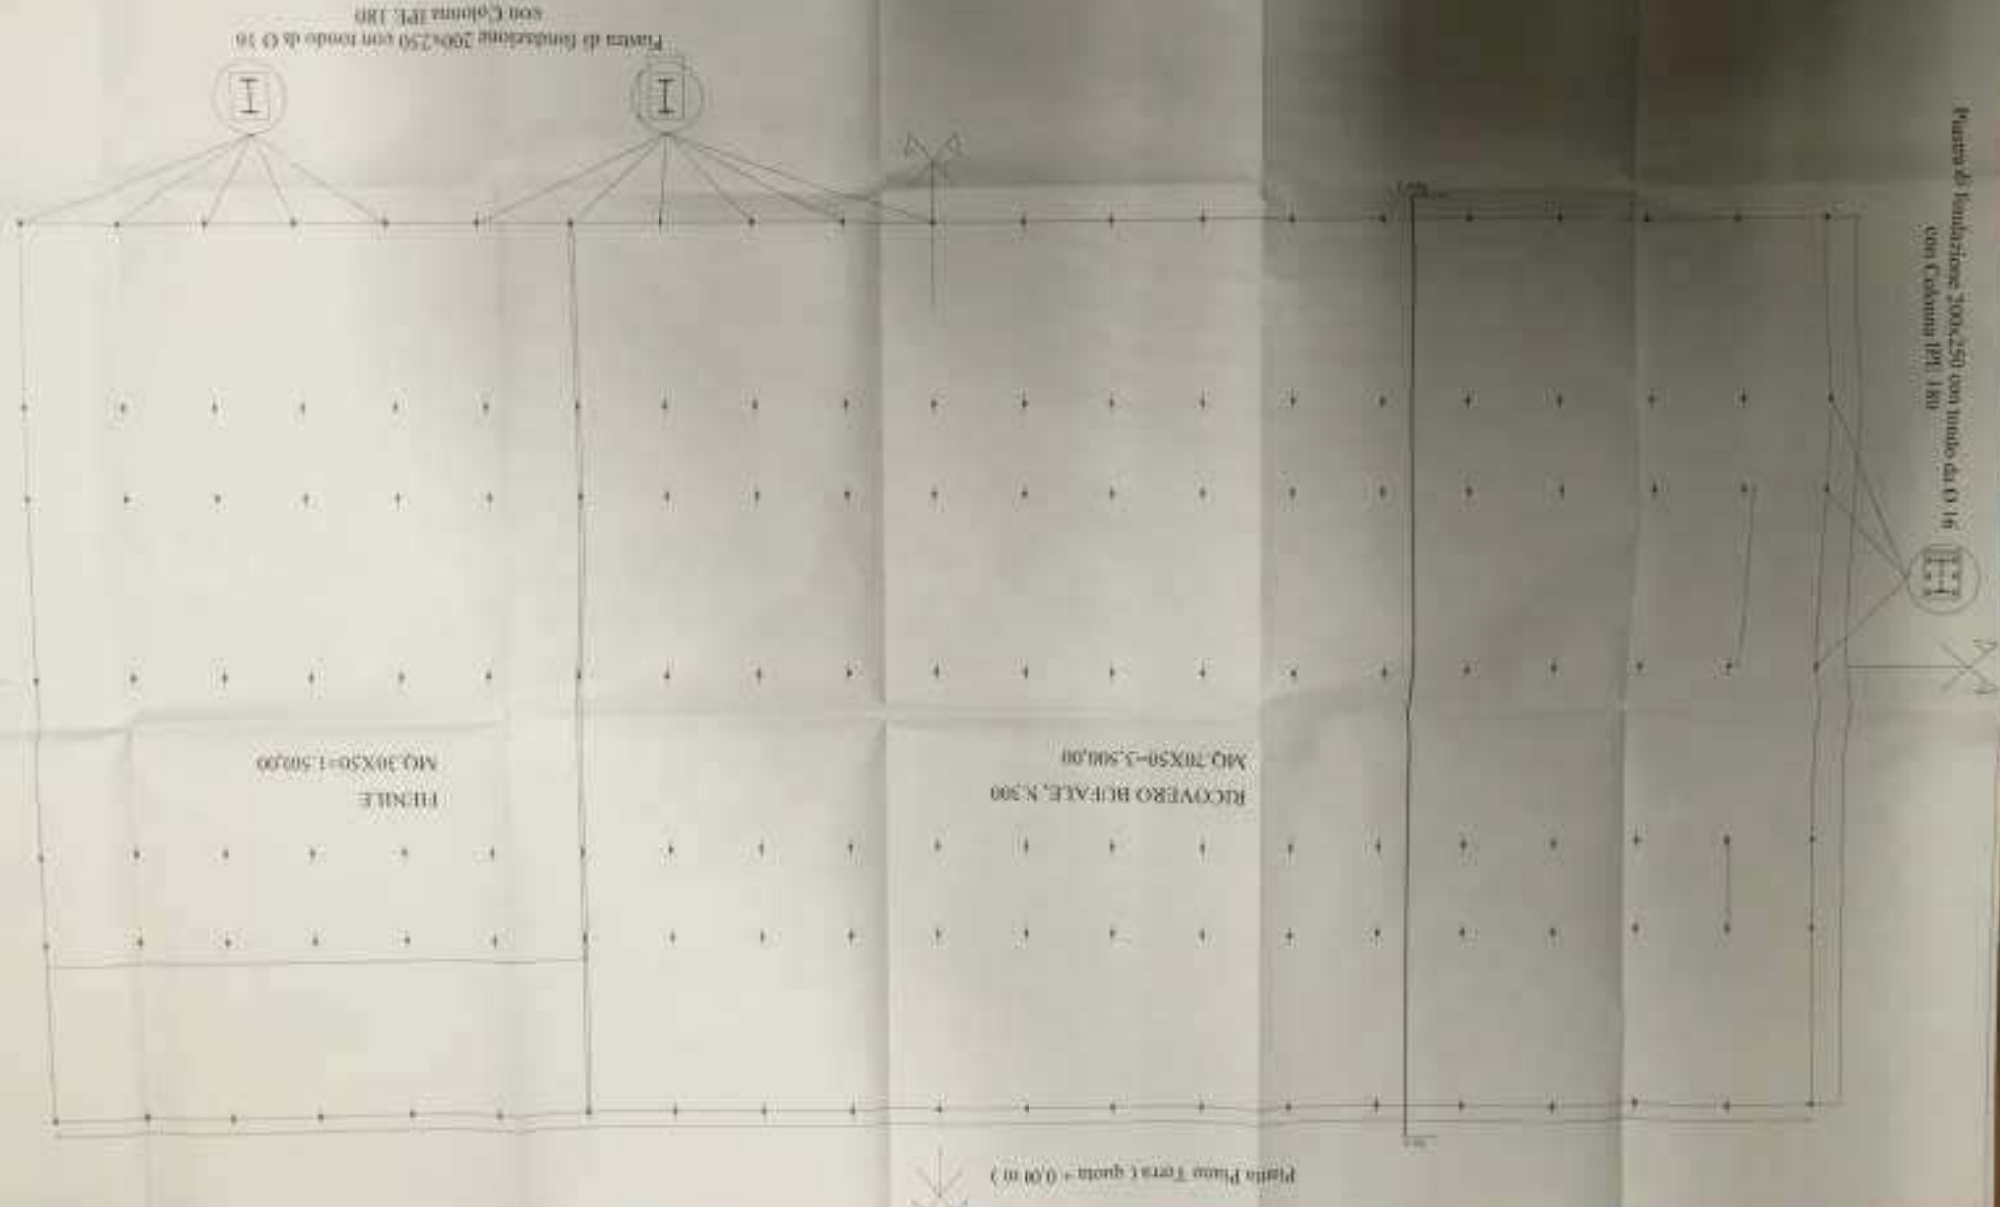 Pianta Piano Terra ( quota + 0,00 m )
RICOVERO BUFALE, N.300
MQ.70X50=3.500,00
FIENILE
MQ.30X50=1.500,00
Piastra di fondazione 200x250 con tondo da O 16
con Colonna IPE 180
Piastra di fondazione 200x250 con tondo da O 16
con Colonna IPE 180